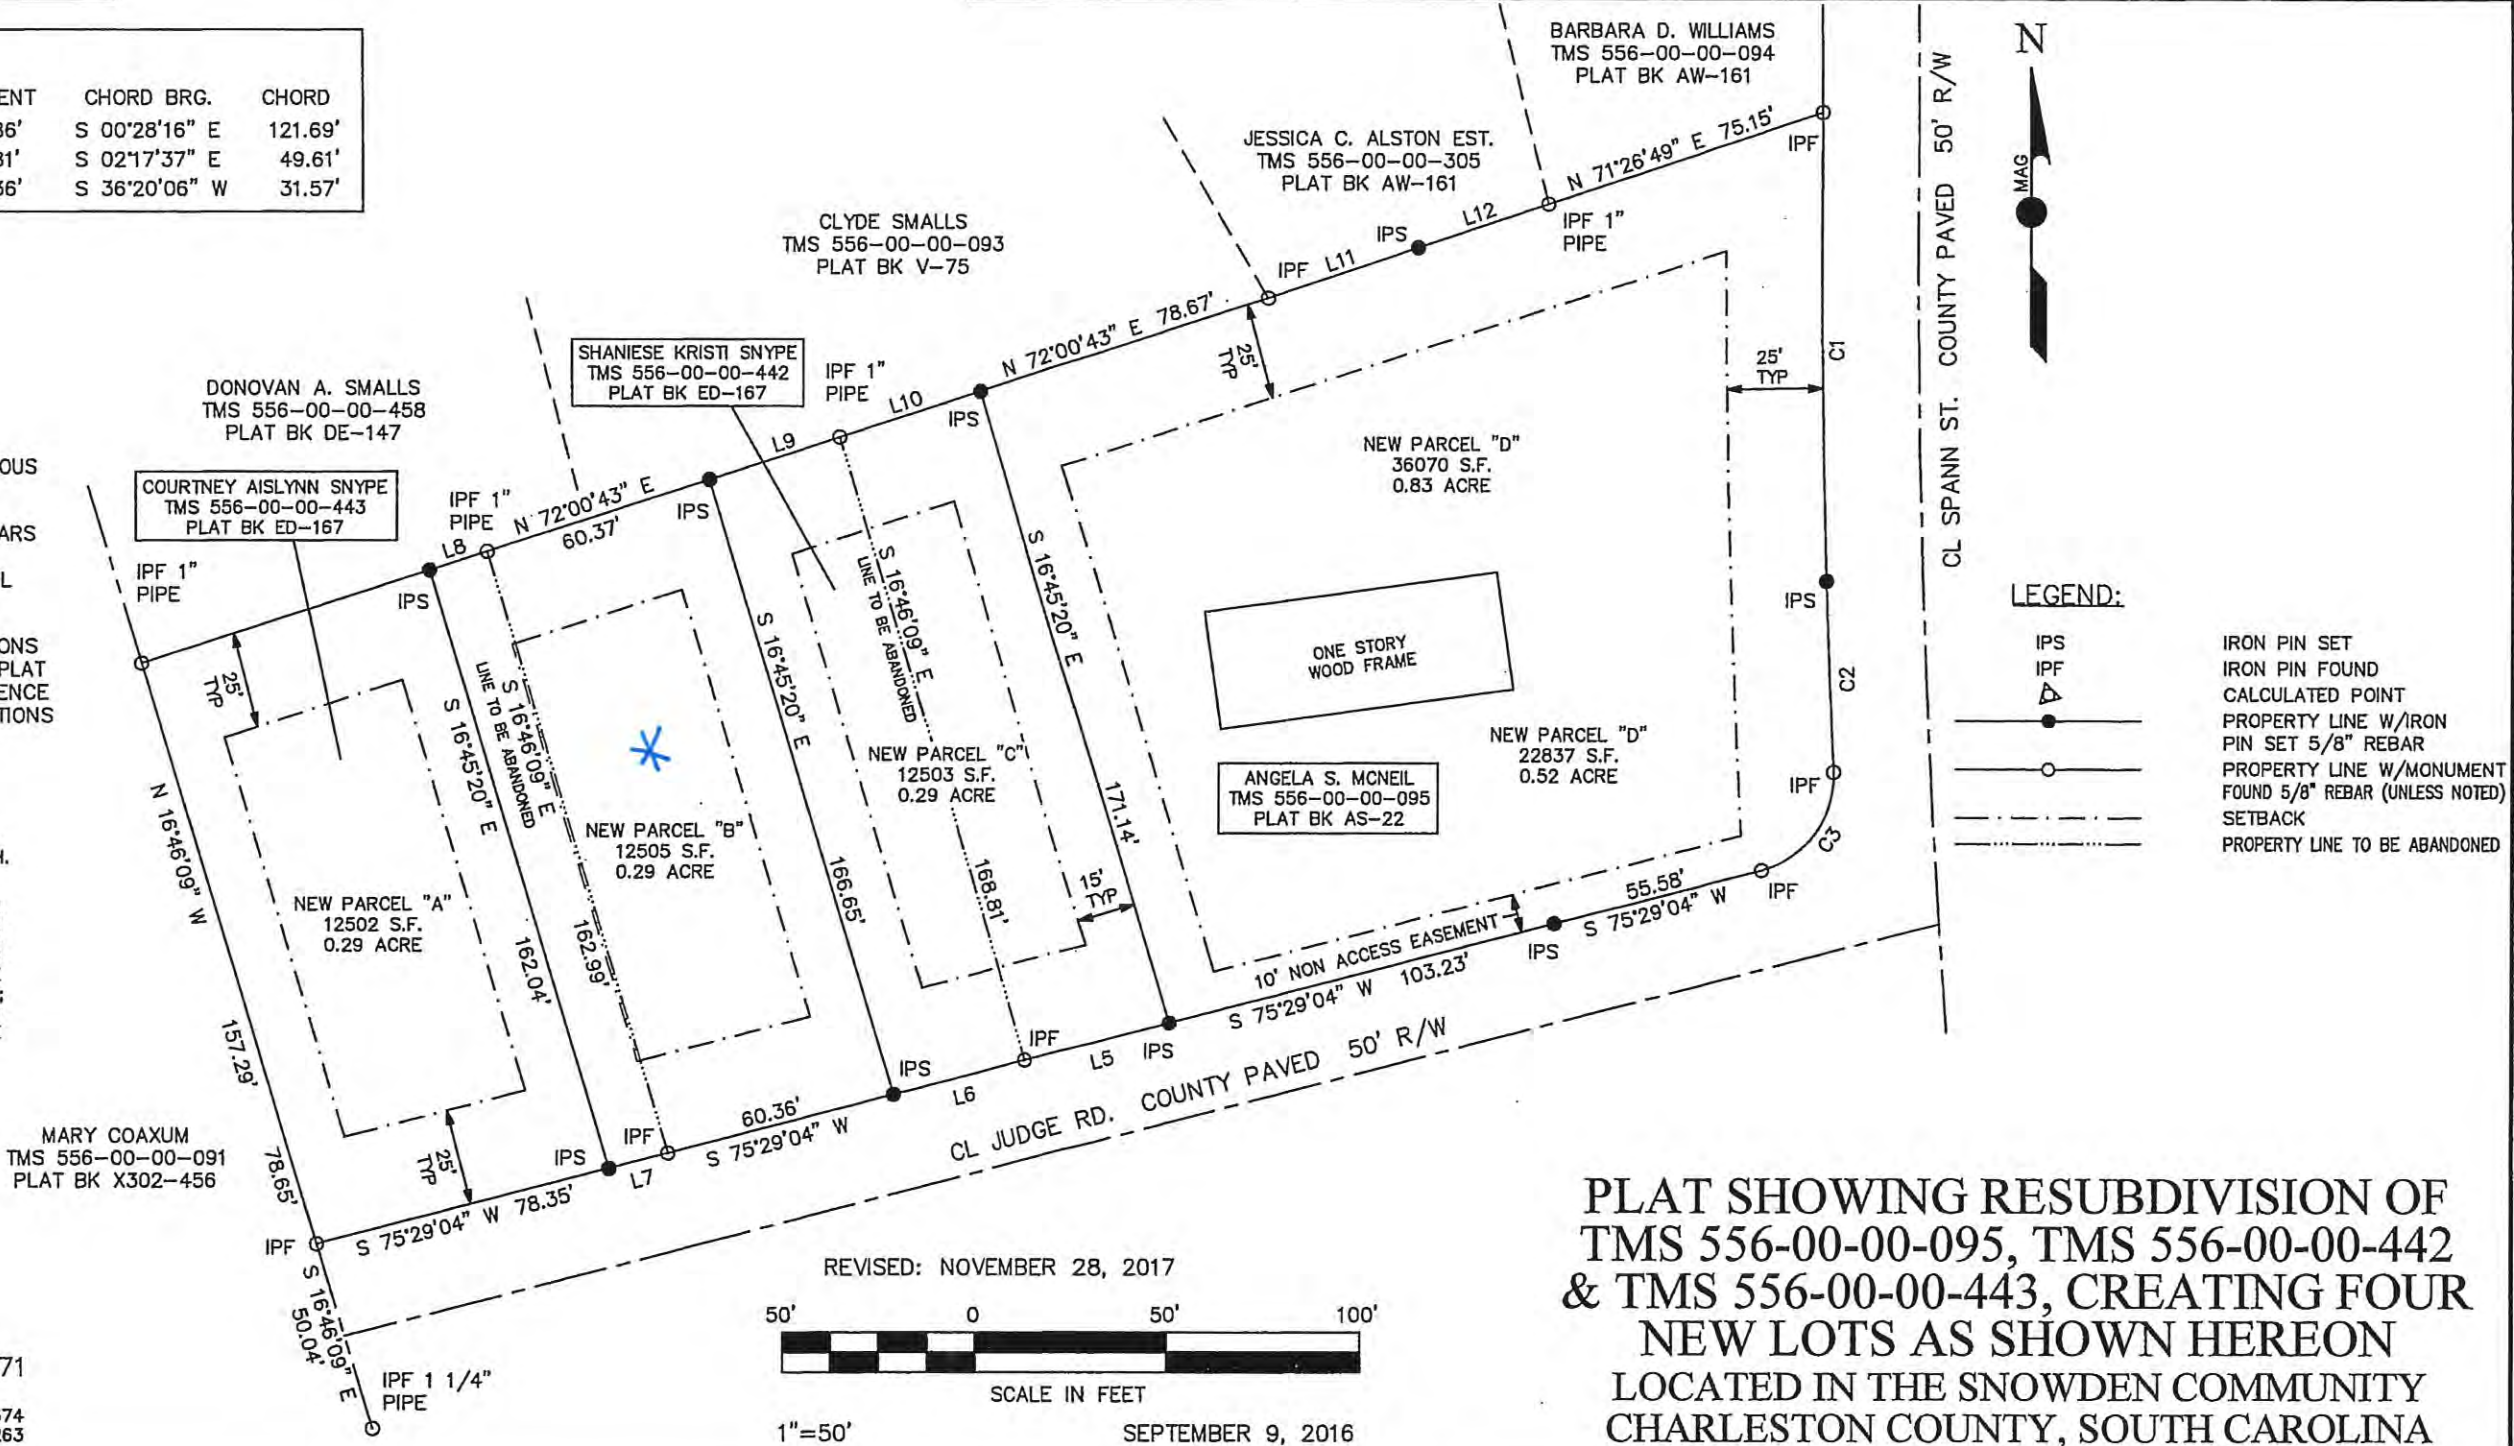 ENT CHORD BRG. CHORD
36' S 00°28'16" E 121.69'
31' S 02°17'37" E 49.61'
36' S 36°20'06" W 31.57'
BARBARA D. WILLIAMS
TMS 556-00-00-094
PLAT BK AW-161
JESSICA C. ALSTON EST.
TMS 556-00-00-305
PLAT BK AW-161
CLYDE SMALLS
TMS 556-00-00-093
PLAT BK V-75
DONOVAN A. SMALLS
TMS 556-00-00-458
PLAT BK DE-147
SHANIESE KRISTI SNYPE
TMS 556-00-00-442
PLAT BK ED-167
COURTNEY AISLYNN SNYPE
TMS 556-00-00-443
PLAT BK ED-167
OUS
ARS
L
ONS
PLAT
ENCE
TIONS
H.
IPF 1"
PIPE
IPS
L8
IPF 1"
PIPE
N 72°00'43" E
60.37'
IPS
L9
IPF 1"
PIPE
L10
IPS
N 72°00'43" E 78.67'
IPF
L11
IPS
L12
IPF 1"
PIPE
N 71°26'49" E 75.15'
IPF
25'
TYP
25'
TYP
25'
TYP
C1
IPS
C2
IPF
C3
IPF
CL SPANN ST. COUNTY PAVED 50' R/W
N
MAG
NEW PARCEL "D"
36070 S.F.
0.83 ACRE
ONE STORY
WOOD FRAME
NEW PARCEL "D"
22837 S.F.
0.52 ACRE
ANGELA S. MCNEIL
TMS 556-00-00-095
PLAT BK AS-22
LEGEND:
IPS IRON PIN SET
IPF IRON PIN FOUND
CALCULATED POINT
PROPERTY LINE W/IRON
PIN SET 5/8" REBAR
PROPERTY LINE W/MONUMENT
FOUND 5/8" REBAR (UNLESS NOTED)
SETBACK
PROPERTY LINE TO BE ABANDONED
N 16°46'09" W
157.29'
NEW PARCEL "A"
12502 S.F.
0.29 ACRE
S 16°45'20" E
162.04'
LINE TO BE ABANDONED
S 16°46'09" E
162.99'
NEW PARCEL "B"
12505 S.F.
0.29 ACRE
S 16°45'20" E
166.65'
LINE TO BE ABANDONED
S 16°46'09" E
168.81'
NEW PARCEL "C"
12503 S.F.
0.29 ACRE
S 16°45'20" E
171.14'
15'
TYP
10' NON ACCESS EASEMENT
55.58'
S 75°29'04" W
IPS
S 75°29'04" W 103.23'
IPS
L5
IPF
L6
IPS
60.36'
S 75°29'04" W
IPF
L7
IPS
25'
TYP
S 75°29'04" W 78.35'
IPF
78.65'
S 16°46'09" E
50.04'
IPF 1 1/4"
PIPE
CL JUDGE RD. COUNTY PAVED 50' R/W
MARY COAXUM
TMS 556-00-00-091
PLAT BK X302-456
71
674
263
REVISED: NOVEMBER 28, 2017
50' 0 50' 100'
SCALE IN FEET
1"=50' SEPTEMBER 9, 2016
PLAT SHOWING RESUBDIVISION OF
TMS 556-00-00-095, TMS 556-00-00-442
& TMS 556-00-00-443, CREATING FOUR
NEW LOTS AS SHOWN HEREON
LOCATED IN THE SNOWDEN COMMUNITY
CHARLESTON COUNTY, SOUTH CAROLINA